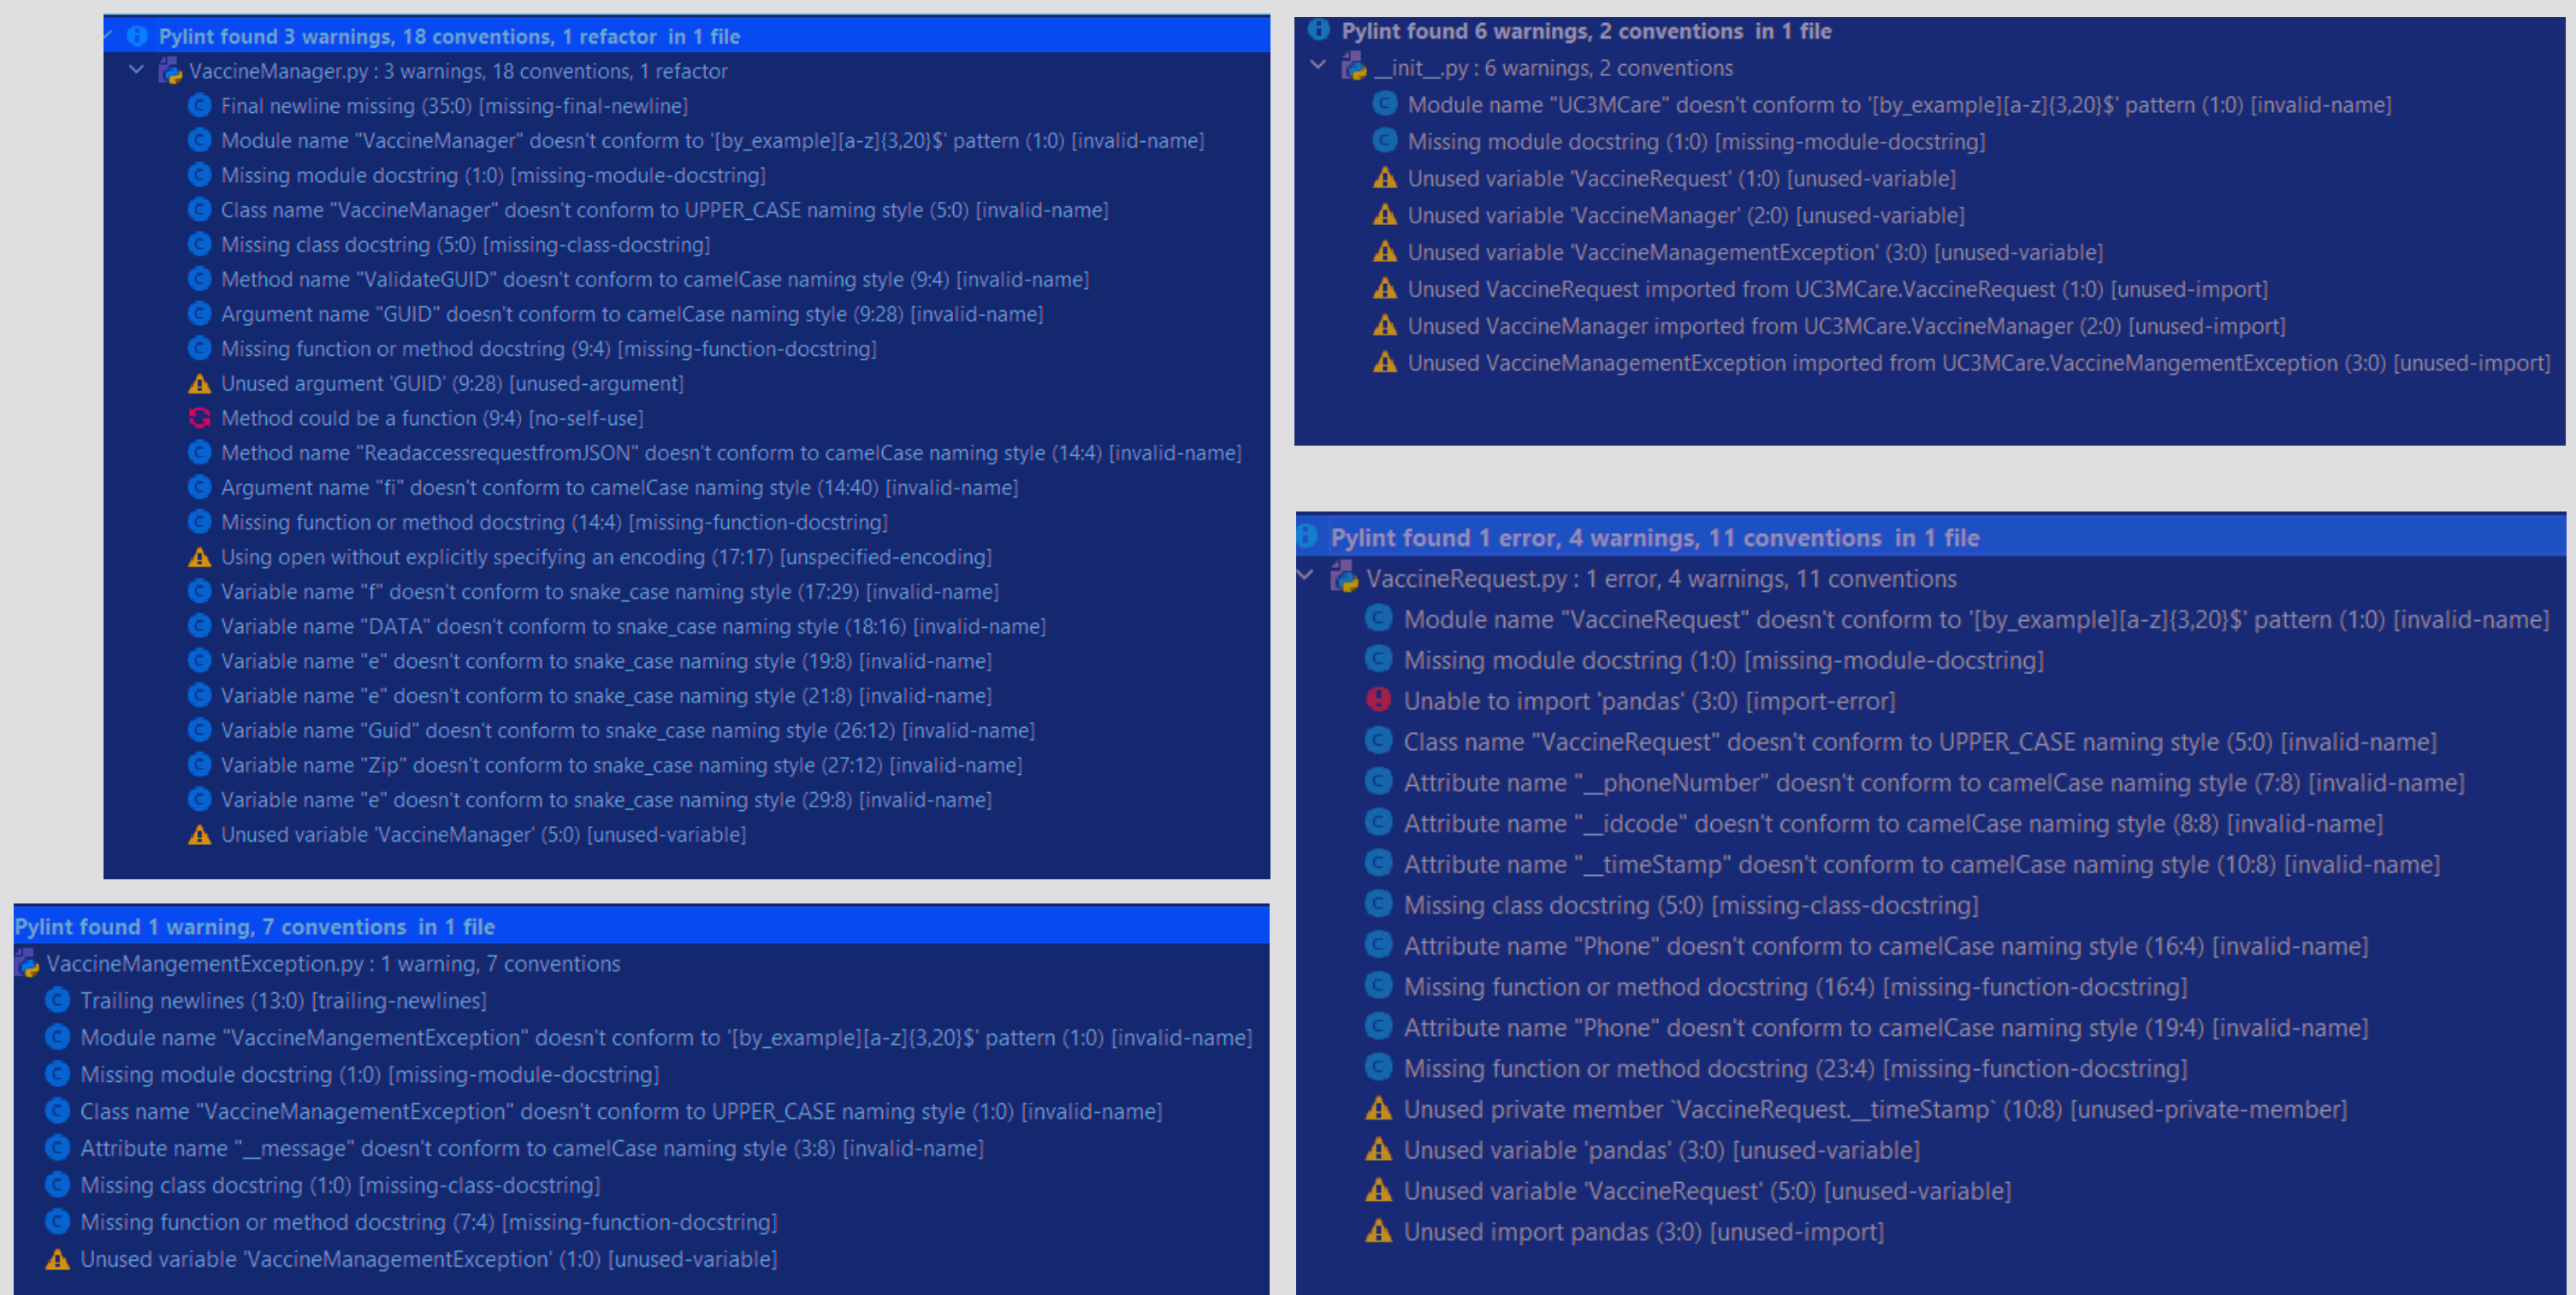 Pylint found 3 warnings, 18 conventions, 1 refactor in 1 file
VaccineManager.py : 3 warnings, 18 conventions, 1 refactor
Final newline missing (35:0) [missing-final-newline]
Module name "VaccineManager" doesn't conform to '[by_example][a-z]{3,20}$' pattern (1:0) [invalid-name]
Missing module docstring (1:0) [missing-module-docstring]
Class name "VaccineManager" doesn't conform to UPPER_CASE naming style (5:0) [invalid-name]
Missing class docstring (5:0) [missing-class-docstring]
Method name "ValidateGUID" doesn't conform to camelCase naming style (9:4) [invalid-name]
Argument name "GUID" doesn't conform to camelCase naming style (9:28) [invalid-name]
Missing function or method docstring (9:4) [missing-function-docstring]
Unused argument 'GUID' (9:28) [unused-argument]
Method could be a function (9:4) [no-self-use]
Method name "ReadaccessrequestfromJSON" doesn't conform to camelCase naming style (14:4) [invalid-name]
Argument name "fi" doesn't conform to camelCase naming style (14:40) [invalid-name]
Missing function or method docstring (14:4) [missing-function-docstring]
Using open without explicitly specifying an encoding (17:17) [unspecified-encoding]
Variable name "f" doesn't conform to snake_case naming style (17:29) [invalid-name]
Variable name "DATA" doesn't conform to snake_case naming style (18:16) [invalid-name]
Variable name "e" doesn't conform to snake_case naming style (19:8) [invalid-name]
Variable name "e" doesn't conform to snake_case naming style (21:8) [invalid-name]
Variable name "Guid" doesn't conform to snake_case naming style (26:12) [invalid-name]
Variable name "Zip" doesn't conform to snake_case naming style (27:12) [invalid-name]
Variable name "e" doesn't conform to snake_case naming style (29:8) [invalid-name]
Unused variable 'VaccineManager' (5:0) [unused-variable]
Pylint found 1 warning, 7 conventions in 1 file
VaccineMangementException.py : 1 warning, 7 conventions
Trailing newlines (13:0) [trailing-newlines]
Module name "VaccineMangementException" doesn't conform to '[by_example][a-z]{3,20}$' pattern (1:0) [invalid-name]
Missing module docstring (1:0) [missing-module-docstring]
Class name "VaccineManagementException" doesn't conform to UPPER_CASE naming style (1:0) [invalid-name]
Attribute name "__message" doesn't conform to camelCase naming style (3:8) [invalid-name]
Missing class docstring (1:0) [missing-class-docstring]
Missing function or method docstring (7:4) [missing-function-docstring]
Unused variable 'VaccineManagementException' (1:0) [unused-variable]
Pylint found 6 warnings, 2 conventions in 1 file
__init__.py : 6 warnings, 2 conventions
Module name "UC3MCare" doesn't conform to '[by_example][a-z]{3,20}$' pattern (1:0) [invalid-name]
Missing module docstring (1:0) [missing-module-docstring]
Unused variable 'VaccineRequest' (1:0) [unused-variable]
Unused variable 'VaccineManager' (2:0) [unused-variable]
Unused variable 'VaccineManagementException' (3:0) [unused-variable]
Unused VaccineRequest imported from UC3MCare.VaccineRequest (1:0) [unused-import]
Unused VaccineManager imported from UC3MCare.VaccineManager (2:0) [unused-import]
Unused VaccineManagementException imported from UC3MCare.VaccineMangementException (3:0) [unused-import]
Pylint found 1 error, 4 warnings, 11 conventions in 1 file
VaccineRequest.py : 1 error, 4 warnings, 11 conventions
Module name "VaccineRequest" doesn't conform to '[by_example][a-z]{3,20}$' pattern (1:0) [invalid-name]
Missing module docstring (1:0) [missing-module-docstring]
Unable to import 'pandas' (3:0) [import-error]
Class name "VaccineRequest" doesn't conform to UPPER_CASE naming style (5:0) [invalid-name]
Attribute name "__phoneNumber" doesn't conform to camelCase naming style (7:8) [invalid-name]
Attribute name "__idcode" doesn't conform to camelCase naming style (8:8) [invalid-name]
Attribute name "__timeStamp" doesn't conform to camelCase naming style (10:8) [invalid-name]
Missing class docstring (5:0) [missing-class-docstring]
Attribute name "Phone" doesn't conform to camelCase naming style (16:4) [invalid-name]
Missing function or method docstring (16:4) [missing-function-docstring]
Attribute name "Phone" doesn't conform to camelCase naming style (19:4) [invalid-name]
Missing function or method docstring (23:4) [missing-function-docstring]
Unused private member `VaccineRequest.__timeStamp` (10:8) [unused-private-member]
Unused variable 'pandas' (3:0) [unused-variable]
Unused variable 'VaccineRequest' (5:0) [unused-variable]
Unused import pandas (3:0) [unused-import]